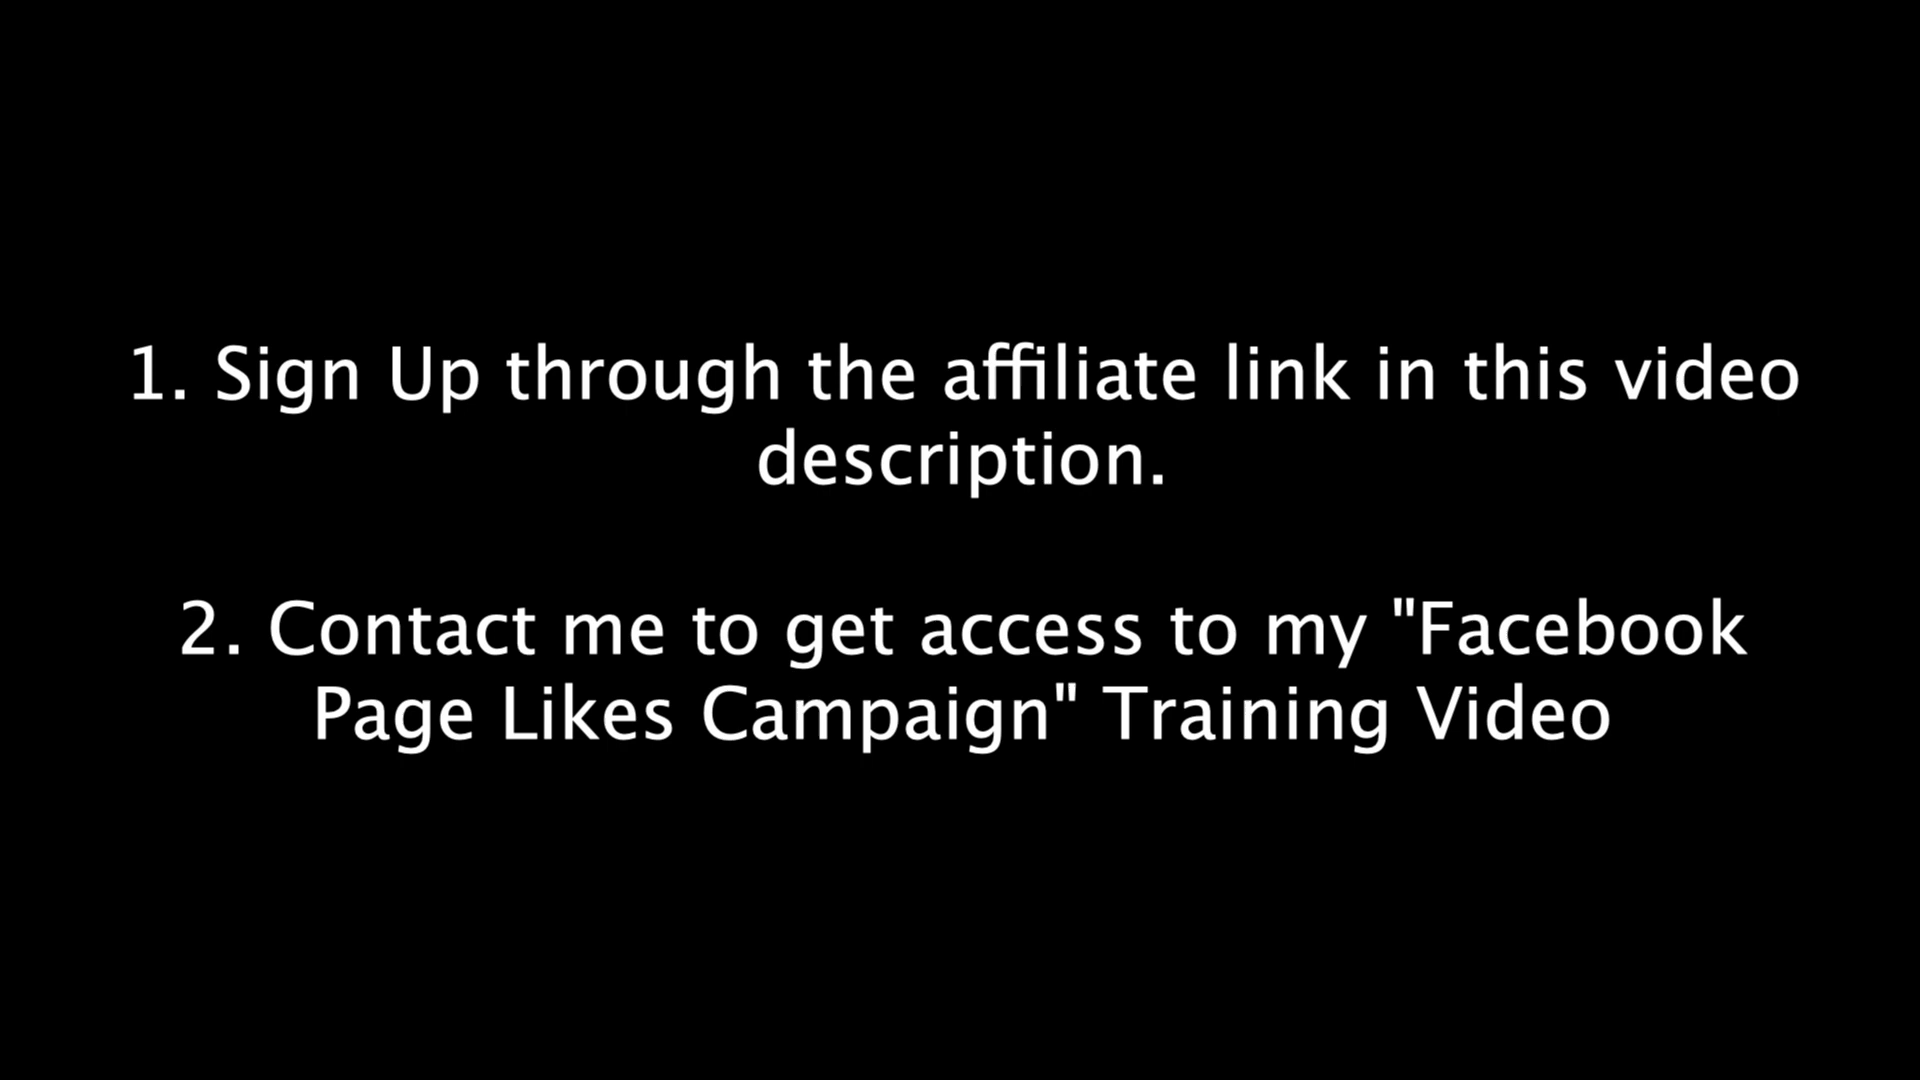 1. Sign Up through the affiliate link in this video
description.
2. Contact me to get access to my "Facebook
Page Likes Campaign" Training Video